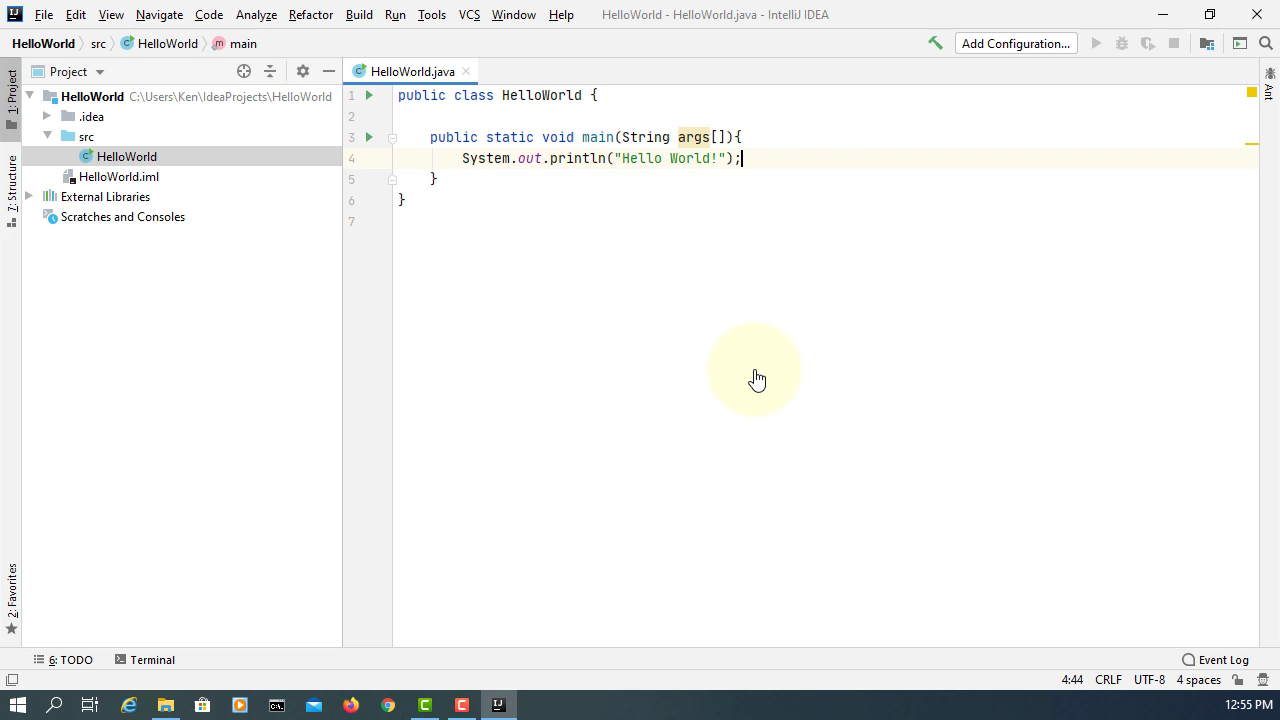 File Edit View Navigate Code Analyze Refactor Build Run Tools VCS Window Help HelloWorld - HelloWorld.java - IntelliJ IDEA
HelloWorld src HelloWorld main Add Configuration...
1: Project
Project
HelloWorld.java
HelloWorld C:\Users\Ken\IdeaProjects\HelloWorld
.idea
src
HelloWorld
HelloWorld.iml
External Libraries
Scratches and Consoles
1 public class HelloWorld {
2
3 public static void main(String args[]){
4 System.out.println("Hello World!");
5 }
6 }
7
Ant
7: Structure
2: Favorites
6: TODO Terminal Event Log
4:44 CRLF UTF-8 4 spaces
12:55 PM